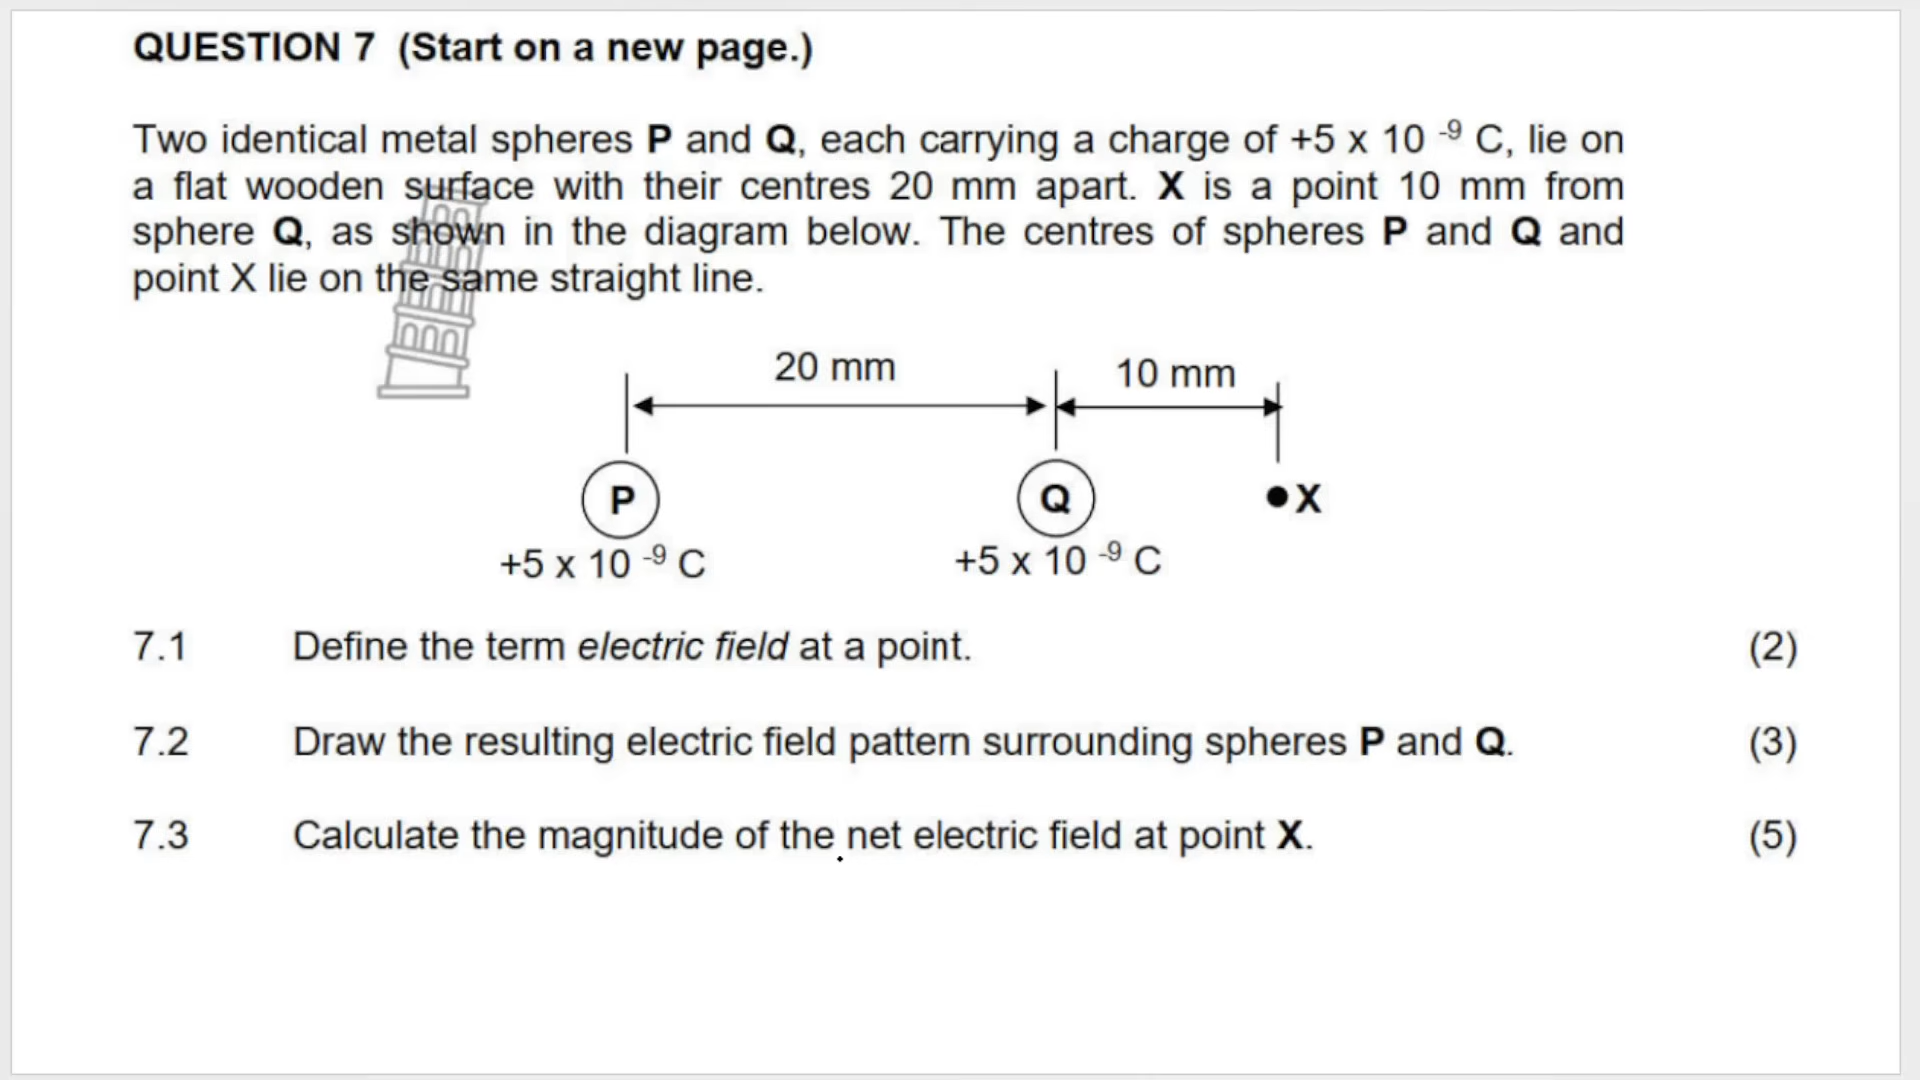 QUESTION 7 (Start on a new page.)
Two identical metal spheres P and Q, each carrying a charge of +5 x 10 -9 C, lie on
a flat wooden surface with their centres 20 mm apart. X is a point 10 mm from
sphere Q, as shown in the diagram below. The centres of spheres P and Q and
point X lie on the same straight line.
20 mm
10 mm
P
Q
X
+5 x 10 -9 C
+5 x 10 -9 C
7.1 Define the term electric field at a point. (2)
7.2 Draw the resulting electric field pattern surrounding spheres P and Q. (3)
7.3 Calculate the magnitude of the net electric field at point X. (5)